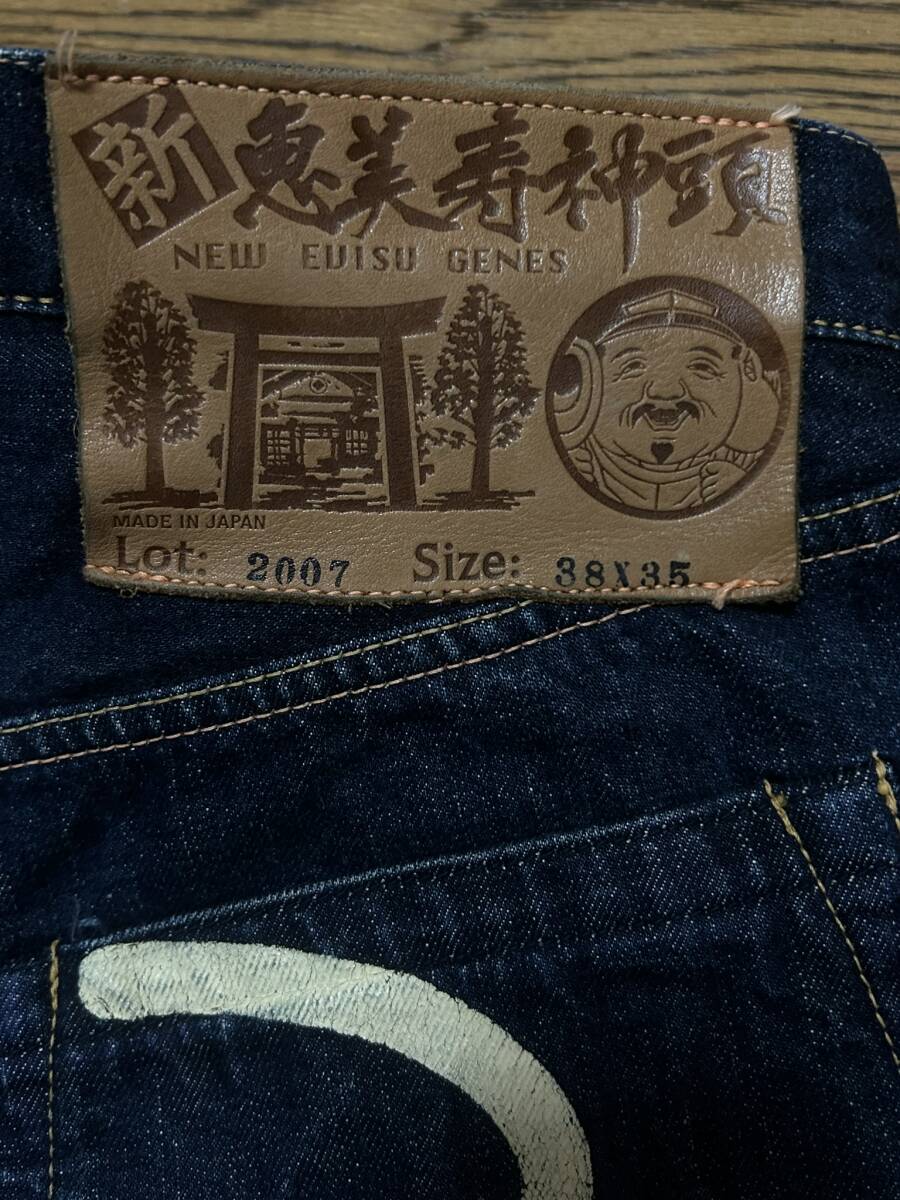 新恵美寿神頭
NEW EVISU GENES
MADE IN JAPAN
Lot: 2007 Size: 38X35